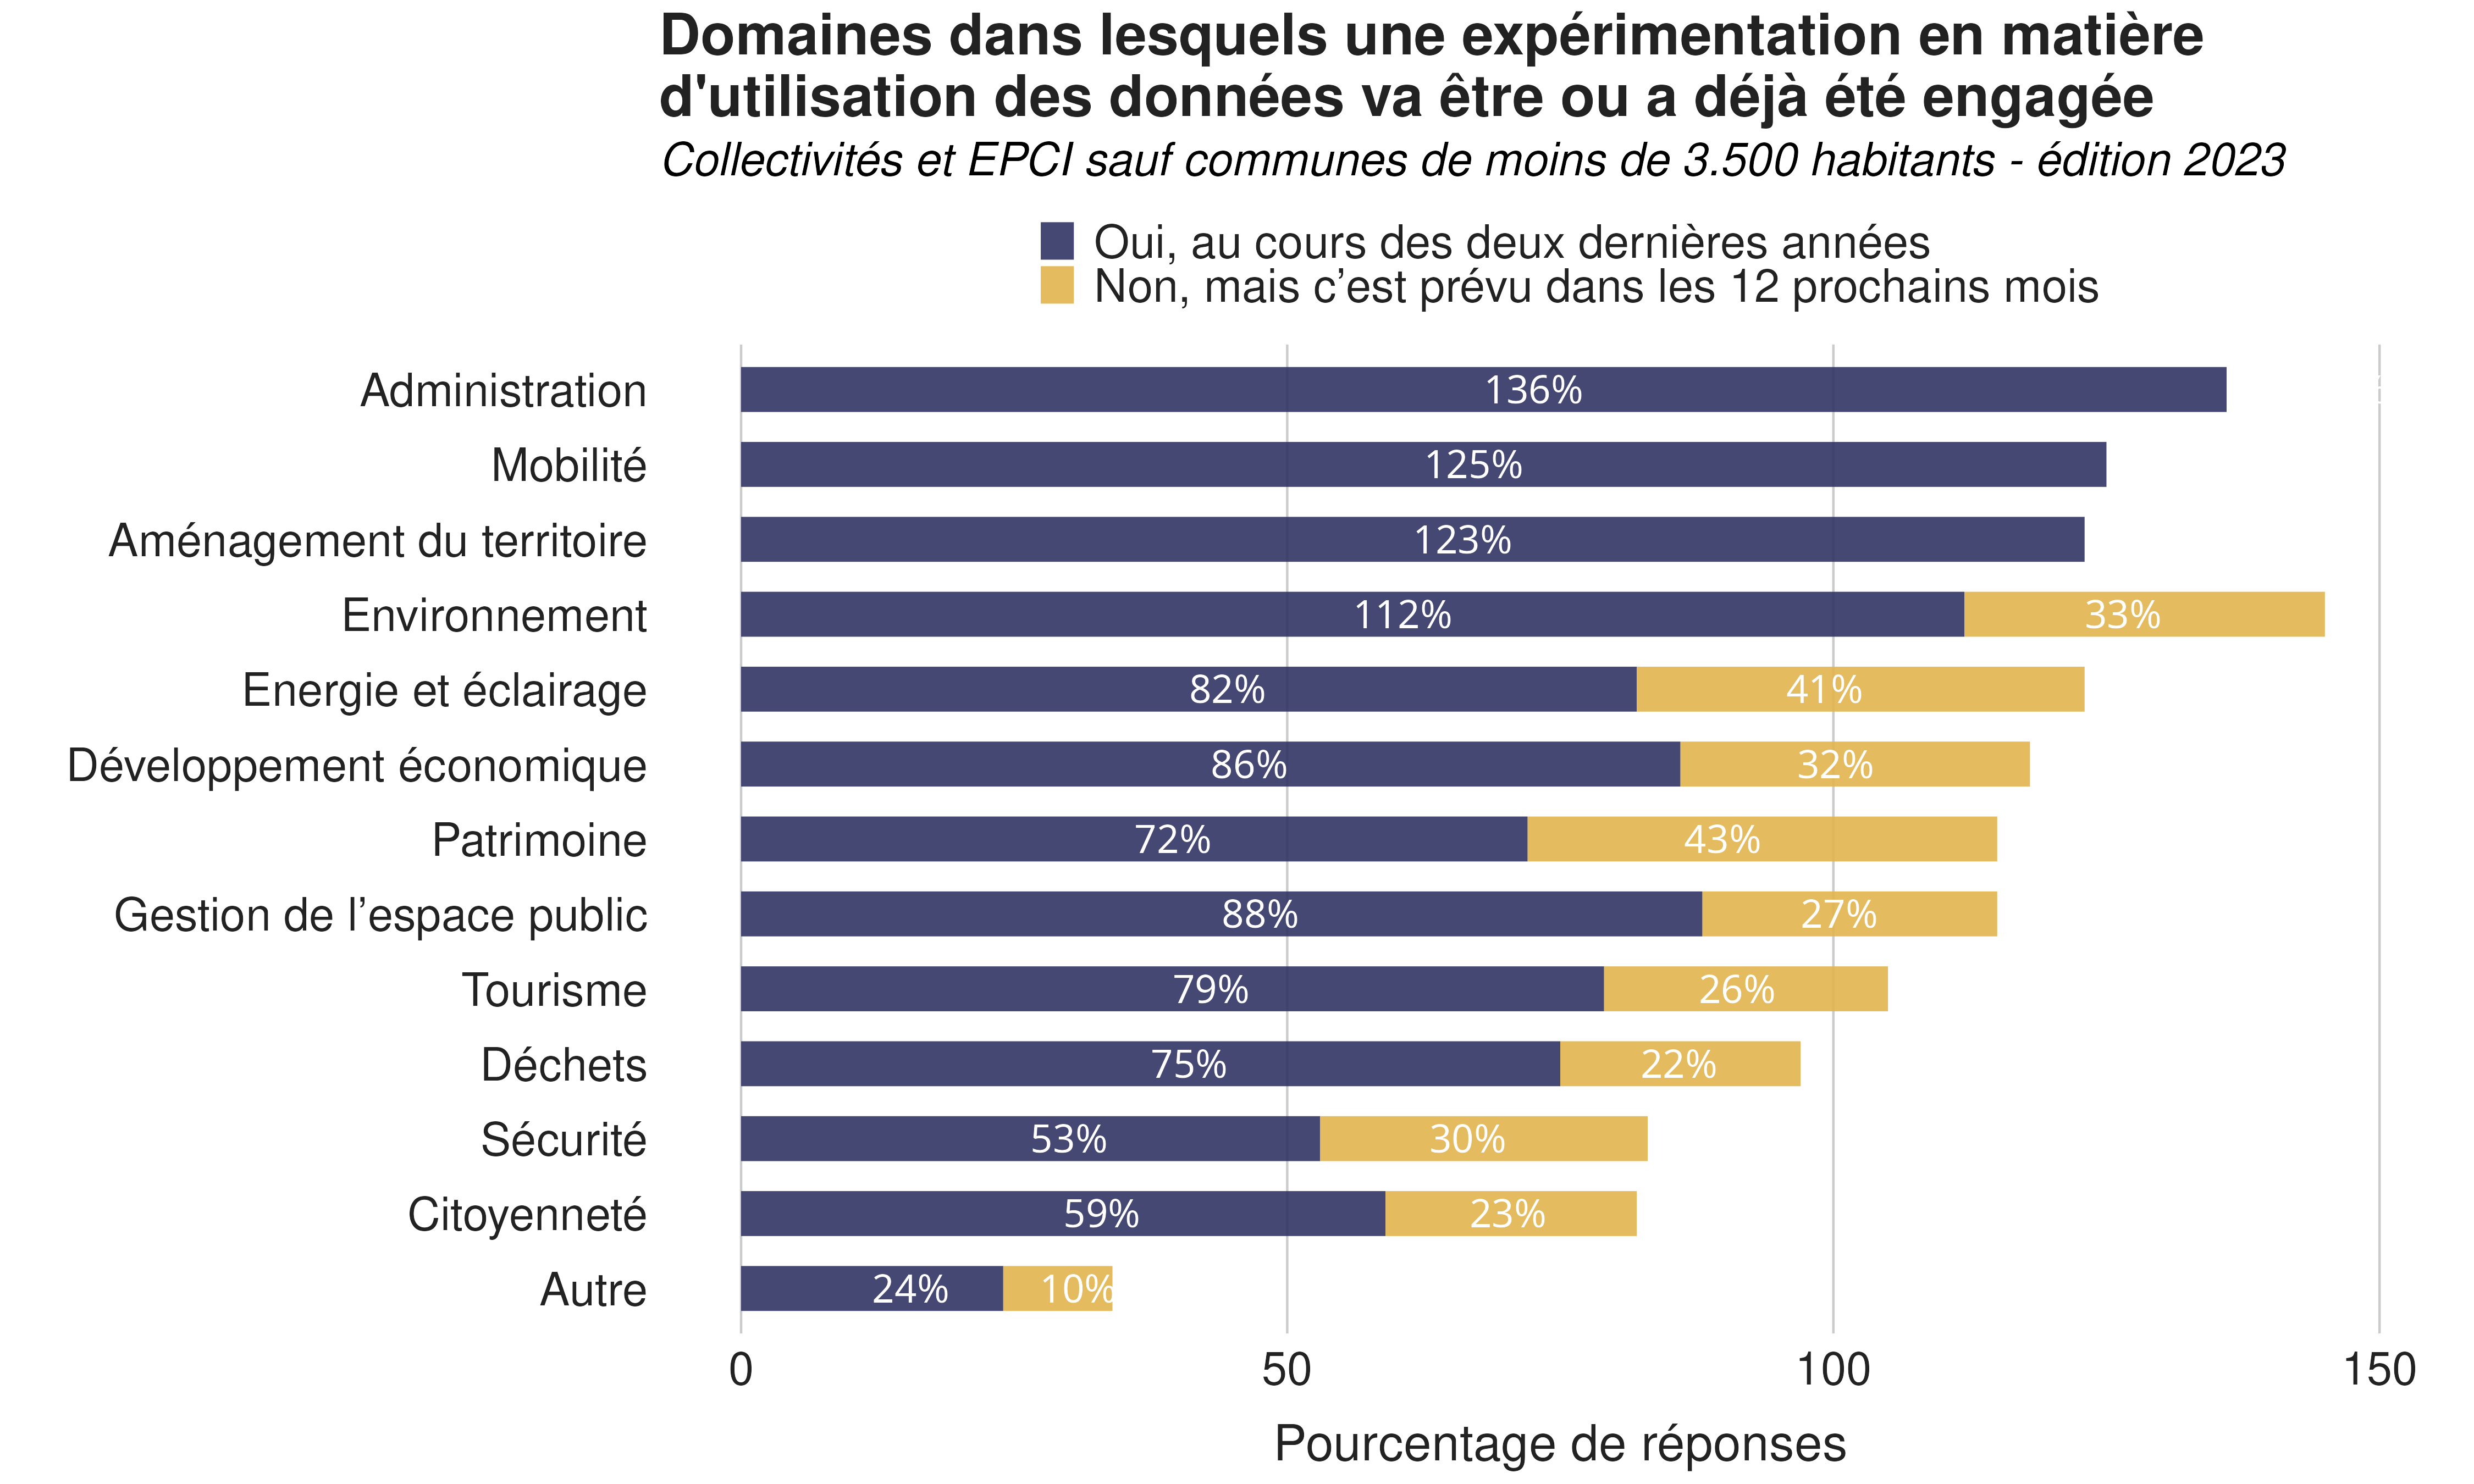 Domaines dans lesquels une expérimentation en matière
d'utilisation des données va être ou a déjà été engagée
Collectivités et EPCI sauf communes de moins de 3.500 habitants - édition 2023
Oui, au cours des deux dernières années
Non, mais c’est prévu dans les 12 prochains mois
Administration 136%
Mobilité 125%
Aménagement du territoire 123%
Environnement 112% 33%
Energie et éclairage 82% 41%
Développement économique 86% 32%
Patrimoine 72% 43%
Gestion de l’espace public 88% 27%
Tourisme 79% 26%
Déchets 75% 22%
Sécurité 53% 30%
Citoyenneté 59% 23%
Autre 24% 10%
0 50 100 150
Pourcentage de réponses